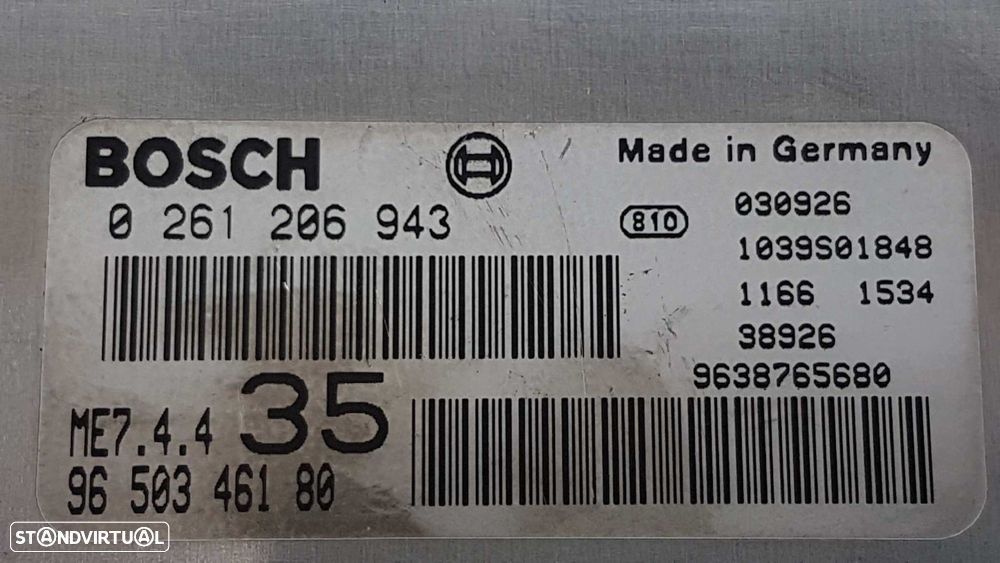 BOSCH
Made in Germany
0 261 206 943
810
030926
1039S01848
1166 1534
38926
9638765680
ME7.4.4
35
96 503 461 80
STANDVIRTUAL